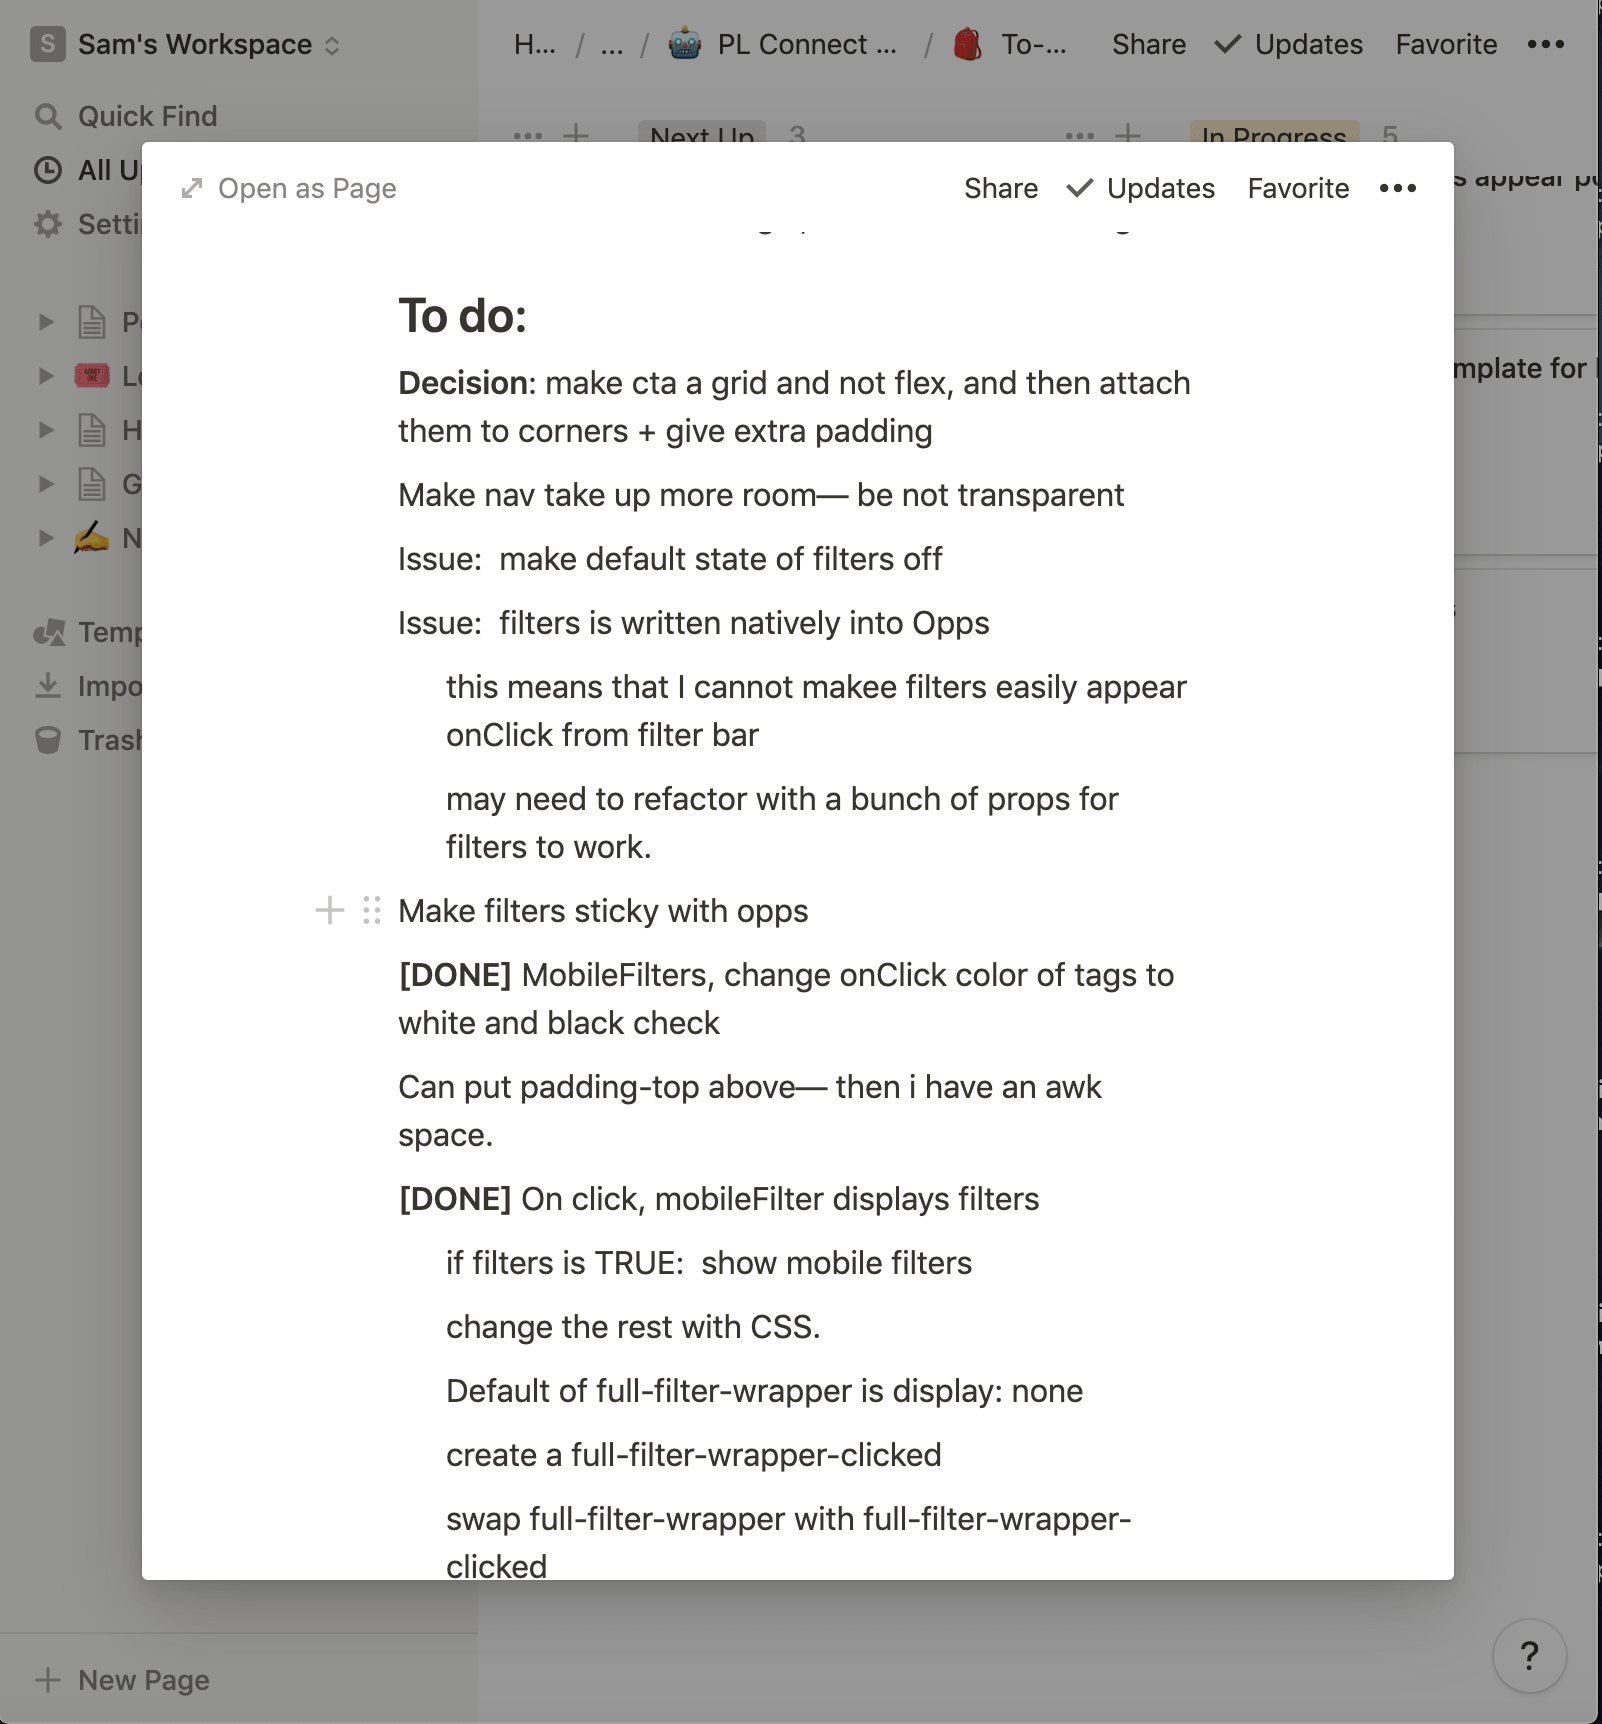 S Sam's Workspace
H... / ... / PL Connect ... / To-... Share Updates Favorite •••
Quick Find
••• + Next Up 3 ••• + In Progress 5
All U
Open as Page Share Updates Favorite •••
s appear
Setti
To do:
P
Decision: make cta a grid and not flex, and then attach
them to corners + give extra padding
mplate for
L
H
G
N
Make nav take up more room— be not transparent
Issue: make default state of filters off
Issue: filters is written natively into Opps
Temp
this means that I cannot makee filters easily appear
onClick from filter bar
Impo
Trash
may need to refactor with a bunch of props for
filters to work.
Make filters sticky with opps
[DONE] MobileFilters, change onClick color of tags to
white and black check
Can put padding-top above— then i have an awk
space.
[DONE] On click, mobileFilter displays filters
if filters is TRUE: show mobile filters
change the rest with CSS.
Default of full-filter-wrapper is display: none
create a full-filter-wrapper-clicked
swap full-filter-wrapper with full-filter-wrapper-
clicked
+ New Page
?